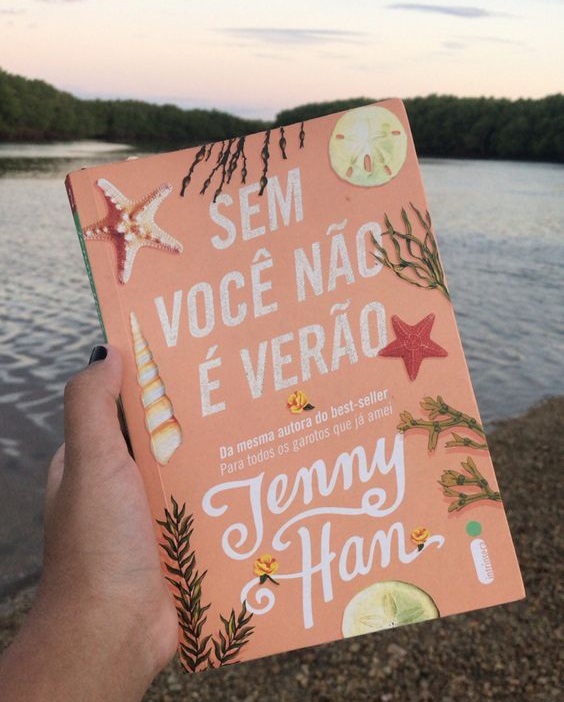 SEM
VOCÊ NÃO
É VERÃO
Da mesma autora do best-seller
Para todos os garotos que já amei
Jenny
Han
intrínseca